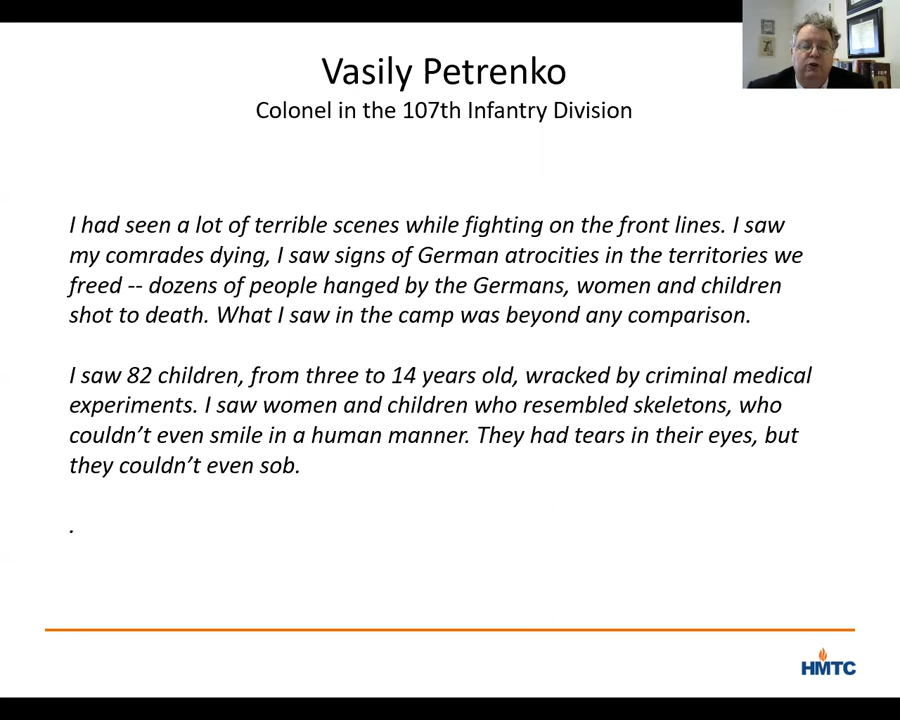 Vasily Petrenko
Colonel in the 107th Infantry Division
I had seen a lot of terrible scenes while fighting on the front lines. I saw
my comrades dying, I saw signs of German atrocities in the territories we
freed -- dozens of people hanged by the Germans, women and children
shot to death. What I saw in the camp was beyond any comparison.
I saw 82 children, from three to 14 years old, wracked by criminal medical
experiments. I saw women and children who resembled skeletons, who
couldn’t even smile in a human manner. They had tears in their eyes, but
they couldn’t even sob.
.
HMTC